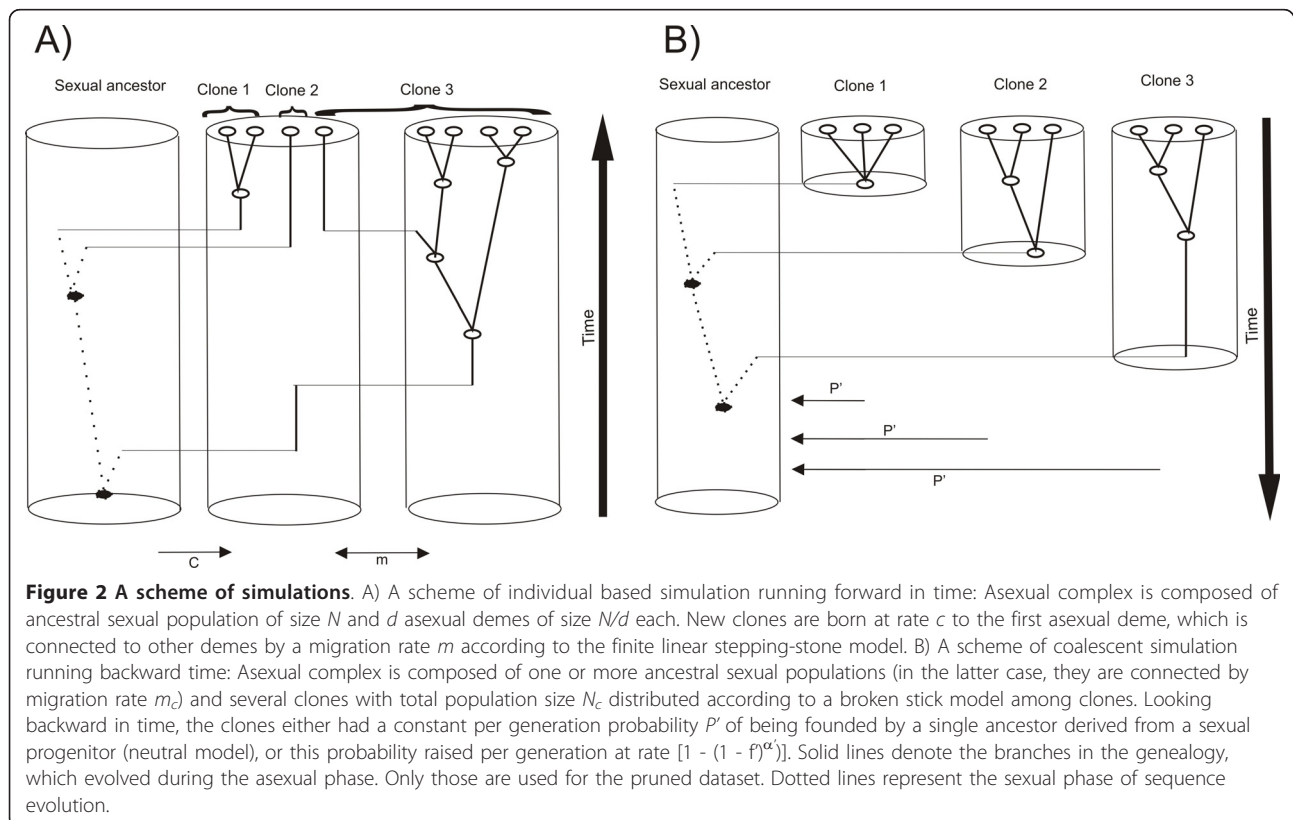 A)
B)
Sexual ancestor
Clone 1
Clone 2
Clone 3
Sexual ancestor
Clone 1
Clone 2
Clone 3
Time
Time
P'
P'
P'
C
m
Figure 2 A scheme of simulations. A) A scheme of individual based simulation running forward in time: Asexual complex is composed of
ancestral sexual population of size N and d asexual demes of size N/d each. New clones are born at rate c to the first asexual deme, which is
connected to other demes by a migration rate m according to the finite linear stepping-stone model. B) A scheme of coalescent simulation
running backward time: Asexual complex is composed of one or more ancestral sexual populations (in the latter case, they are connected by
migration rate m_c) and several clones with total population size N_c distributed according to a broken stick model among clones. Looking
backward in time, the clones either had a constant per generation probability P' of being founded by a single ancestor derived from a sexual
progenitor (neutral model), or this probability raised per generation at rate [1 - (1 - f')^α')]. Solid lines denote the branches in the genealogy,
which evolved during the asexual phase. Only those are used for the pruned dataset. Dotted lines represent the sexual phase of sequence
evolution.